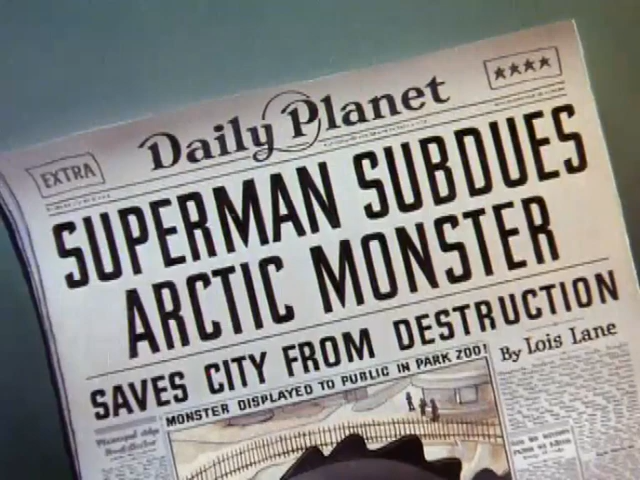 EXTRA
Daily Planet
SUPERMAN SUBDUES
ARCTIC MONSTER
SAVES CITY FROM DESTRUCTION
MONSTER DISPLAYED TO PUBLIC IN PARK ZOO!
By Lois Lane